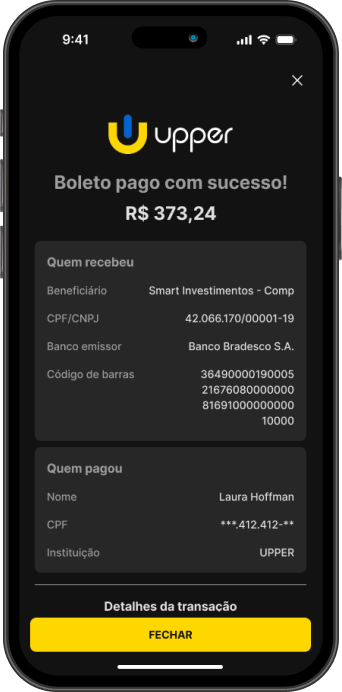 9:41
upper
Boleto pago com sucesso!
R$ 373,24
Quem recebeu
Beneficiário Smart Investimentos - Comp
CPF/CNPJ 42.066.170/00001-19
Banco emissor Banco Bradesco S.A.
Código de barras 36490000190005
21676080000000
81691000000000
10000
Quem pagou
Nome Laura Hoffman
CPF ***.412.412-**
Instituição UPPER
Detalhes da transação
FECHAR